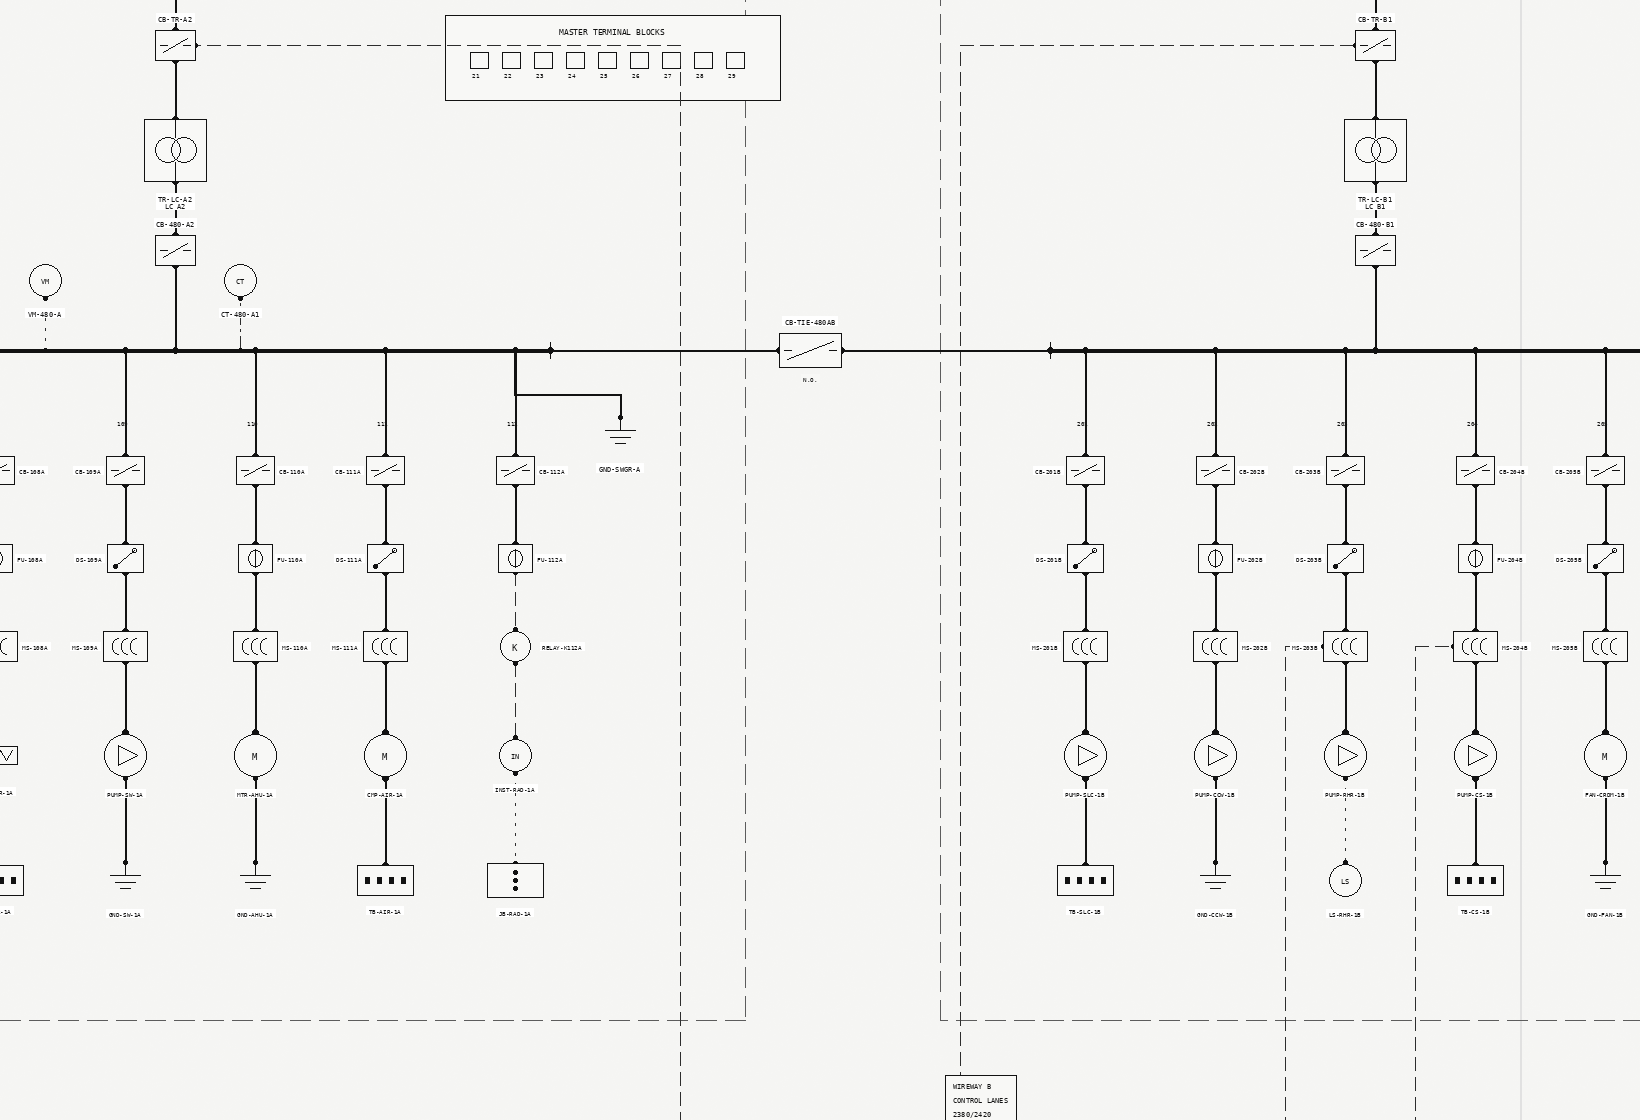 CB-TR-A2
CB-TR-B1
MASTER TERMINAL BLOCKS
21 22 23 24 25 26 27 28 29
TR-LC-A2
LC A2
TR-LC-B1
LC B1
CB-480-A2
CB-480-B1
VM
CT
VM-480-A
CT-480-A1
CB-TIE-480AB
N.O.
GND-SWGR-A
CB-108A
CB-109A
CB-110A
CB-111A
CB-112A
CB-201B
CB-202B
CB-203B
CB-204B
CB-205B
FU-108A
DS-109A
FU-110A
DS-111A
FU-112A
DS-201B
FU-202B
DS-203B
FU-204B
DS-205B
MS-108A
MS-109A
MS-110A
MS-111A
K
RELAY-K112A
MS-201B
MS-202B
MS-203B
MS-204B
MS-205B
M
M
IN
M
PUMP-SW-1A
MTR-AHU-1A
CMP-AIR-1A
INST-RAD-1A
PUMP-SLC-1B
PUMP-CCW-1B
PUMP-RHR-1B
PUMP-CS-1B
FAN-CRDM-1B
LS
GND-SW-1A
GND-AHU-1A
TB-AIR-1A
JB-RAD-1A
TB-SLC-1B
GND-CCW-1B
LS-RHR-1B
TB-CS-1B
GND-FAN-1B
WIREWAY B
CONTROL LANES
2380/2420